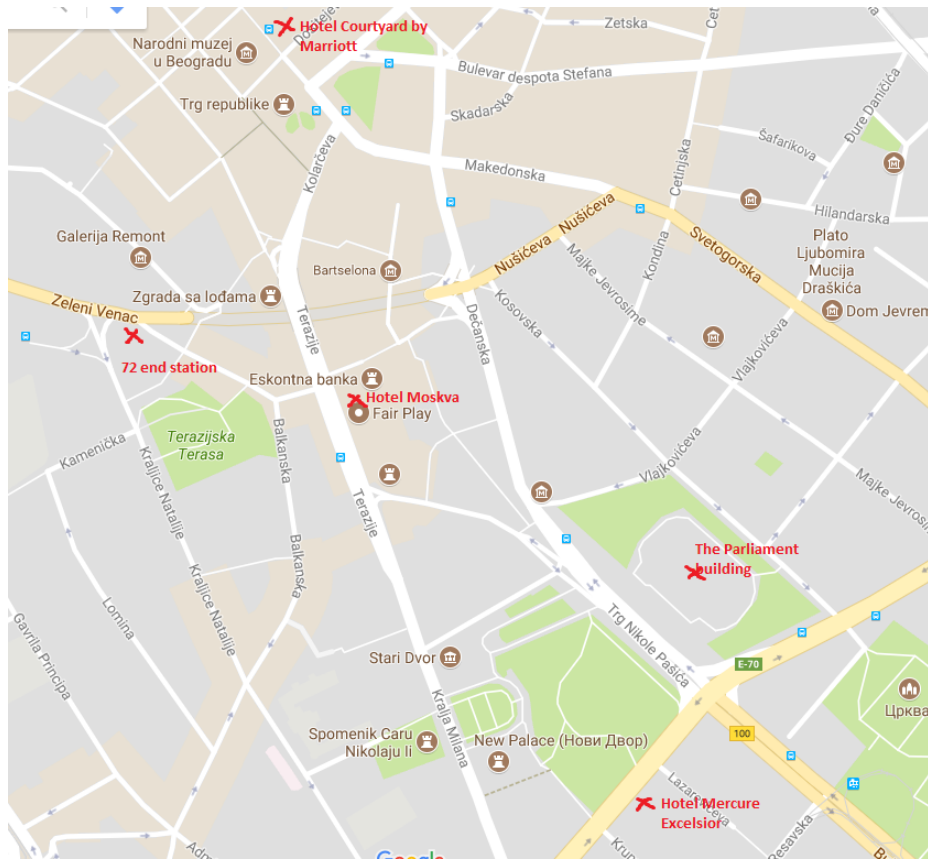 Hotel Courtyard by
Marriott
Dositejev
Zetska
Cetinjska
Narodni muzej
u Beogradu
Bulevar despota Stefana
Trg republike
Skadarska
Đure Daničića
Šafarikova
Kolarčeva
Makedonska
Cetinjska
Hilandarska
Nušićeva
Nušićeva
Svetogorska
Plato
Ljubomira
Mucija
Draškića
Galerija Remont
Bartselona
Majke Jevrosime
Kondina
Zgrada sa lođama
Zeleni Venac
Kosovska
Dečanska
Dom Jevrem
Terazije
72 end station
Vlajkovićeva
Eskontna banka
Hotel Moskva
Fair Play
Terazijska
Terasa
Kamenička
Balkanska
Vlajkovićeva
Majke Jevrosime
Kraljice Natalije
Terazije
The Parliament
building
Balkanska
Lomina
Kraljice Natalije
Gavrila Principa
Trg Nikole Pašića
Stari Dvor
E-70
Црква
Kralja Milana
Spomenik Caru
Nikolaju Ii
New Palace (Нови Двор)
100
Hotel Mercure
Excelsior
Resavska
Google